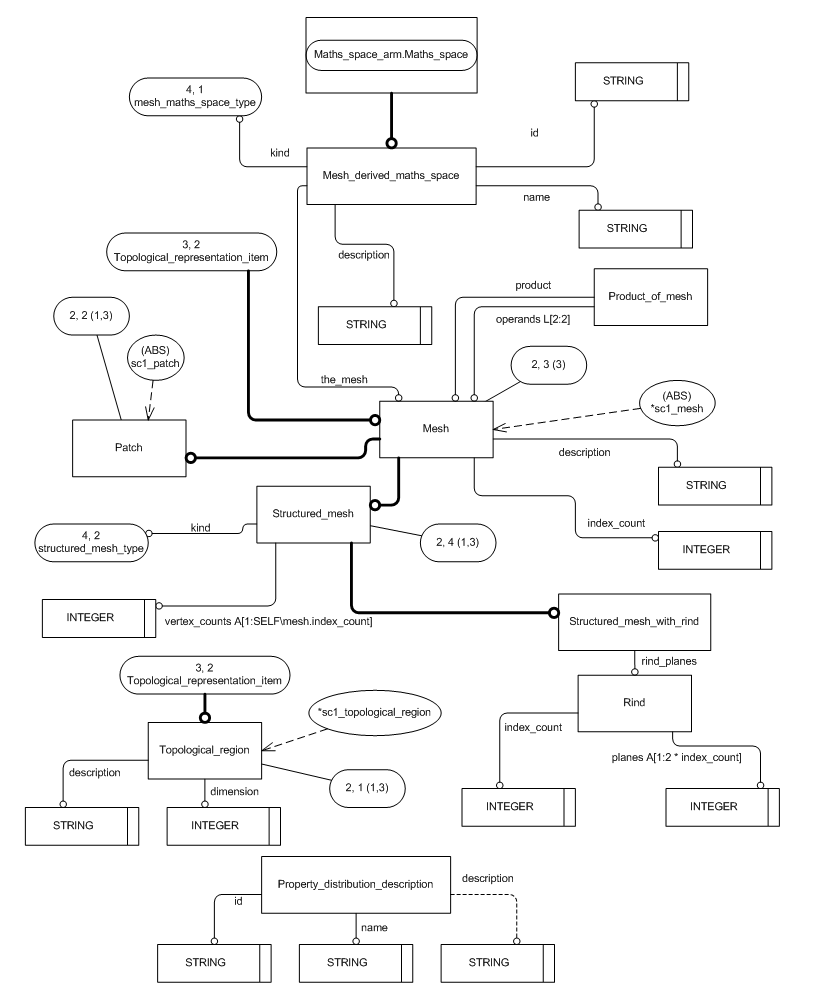 Maths_space_arm.Maths_space
4, 1
mesh_maths_space_type
STRING
id
kind
Mesh_derived_maths_space
name
STRING
3, 2
Topological_representation_item
description
product
Product_of_mesh
operands L[2:2]
2, 2 (1,3)
STRING
(ABS)
sc1_patch
2, 3 (3)
the_mesh
(ABS)
*sc1_mesh
Patch
Mesh
description
STRING
Structured_mesh
kind
4, 2
structured_mesh_type
2, 4 (1,3)
index_count
INTEGER
INTEGER
vertex_counts A[1:SELF\mesh.index_count]
Structured_mesh_with_rind
rind_planes
3, 2
Topological_representation_item
Rind
*sc1_topological_region
index_count
Topological_region
planes A[1:2 * index_count]
description
dimension
2, 1 (1,3)
STRING
INTEGER
INTEGER
INTEGER
Property_distribution_description
description
id
name
STRING
STRING
STRING